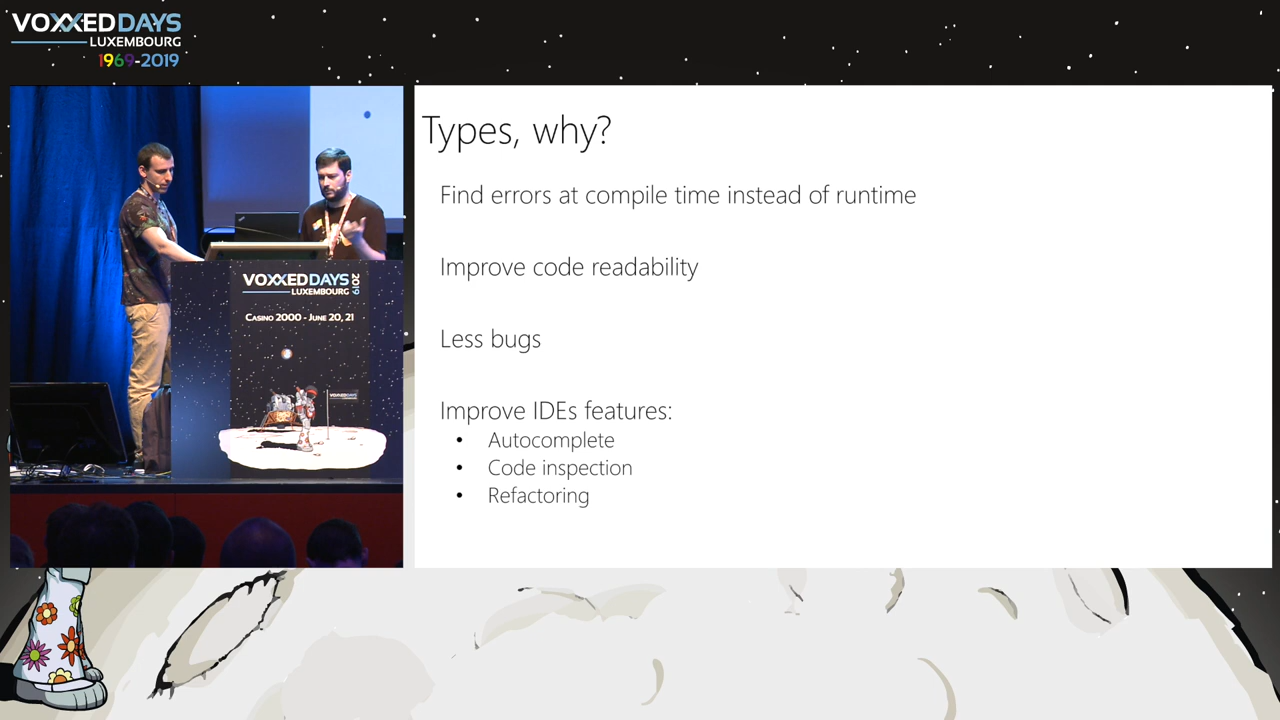 VOXXEDDAYS
LUXEMBOURG
1969-2019
VOXXEDDAYS 2019
LUXEMBOURG
Casino 2000 - June 20, 21
VOXXEDDAYS
Types, why?
Find errors at compile time instead of runtime
Improve code readability
Less bugs
Improve IDEs features:
• Autocomplete
• Code inspection
• Refactoring